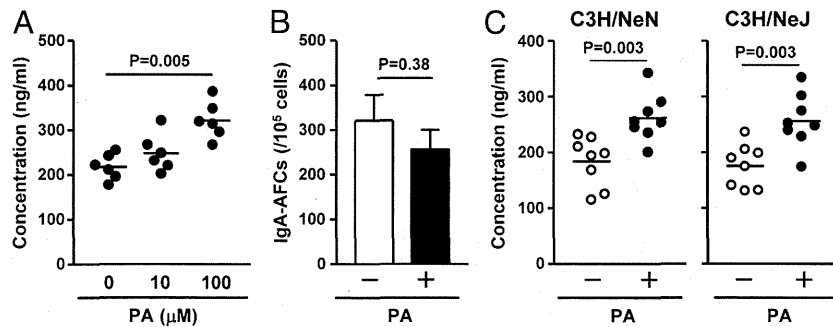 A
Concentration (ng/ml)
500
400
300
200
100
0
P=0.005
0 10 100
PA (μM)
B
IgA-AFCs (/10⁵ cells)
500
400
300
200
100
0
P=0.38
− +
PA
C
C3H/NeN
C3H/NeJ
Concentration (ng/ml)
400
300
200
100
0
P=0.003
P=0.003
− +
− +
PA
PA